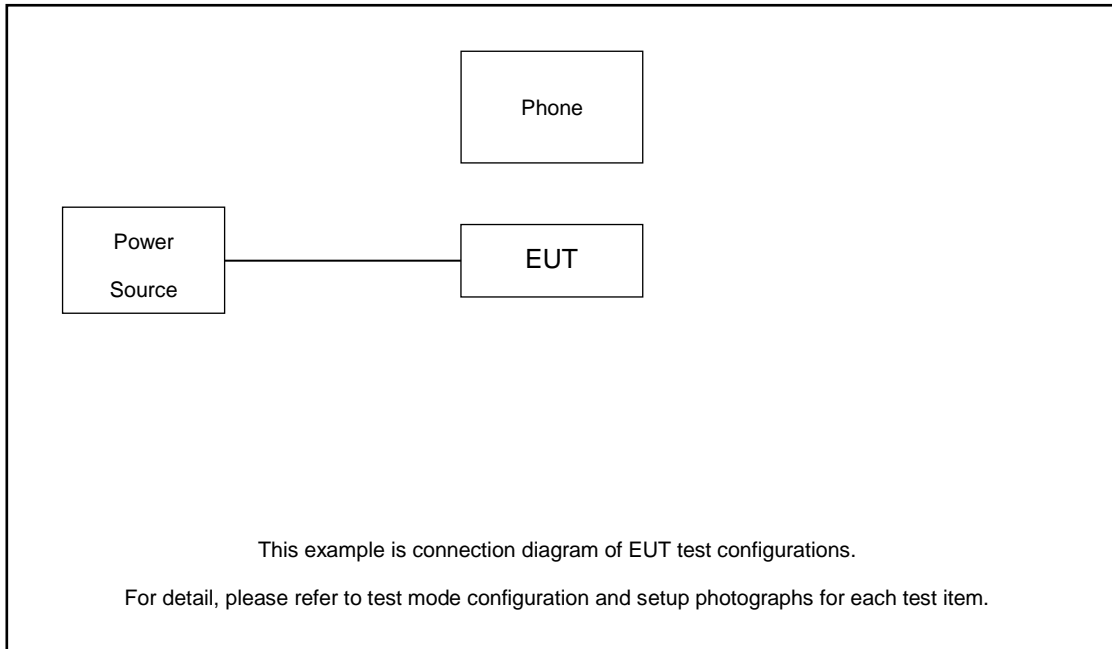 Phone
Power
Source
EUT
This example is connection diagram of EUT test configurations.
For detail, please refer to test mode configuration and setup photographs for each test item.